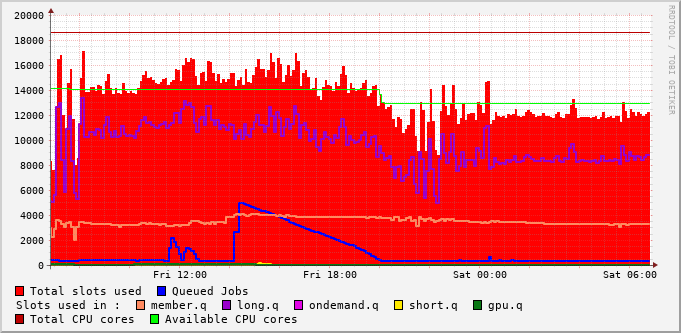 20000
18000
16000
14000
12000
10000
8000
6000
4000
2000
0
Fri 12:00 Fri 18:00 Sat 00:00 Sat 06:00
Total slots used Queued Jobs
Slots used in : member.q long.q ondemand.q short.q gpu.q
Total CPU cores Available CPU cores
RRDTOOL / TOBI OETIKER